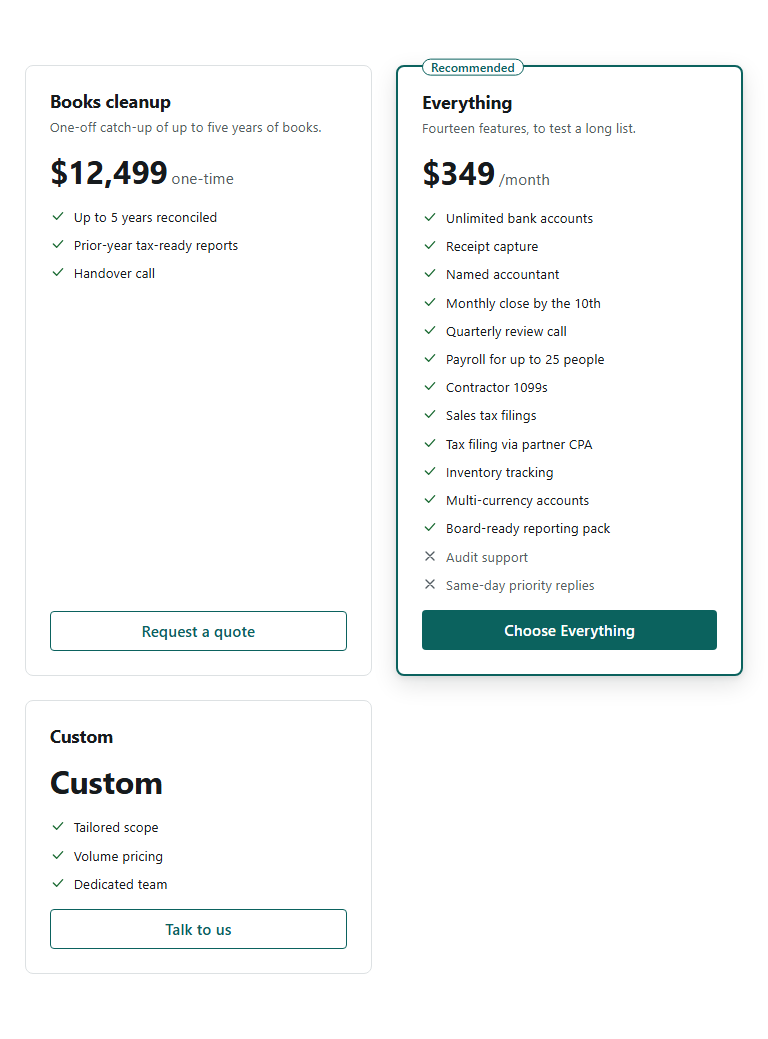 Books cleanup
One-off catch-up of up to five years of books.
$12,499 one-time
Up to 5 years reconciled
Prior-year tax-ready reports
Handover call
Request a quote
Recommended
Everything
Fourteen features, to test a long list.
$349 /month
Unlimited bank accounts
Receipt capture
Named accountant
Monthly close by the 10th
Quarterly review call
Payroll for up to 25 people
Contractor 1099s
Sales tax filings
Tax filing via partner CPA
Inventory tracking
Multi-currency accounts
Board-ready reporting pack
Audit support
Same-day priority replies
Choose Everything
Custom
Custom
Tailored scope
Volume pricing
Dedicated team
Talk to us